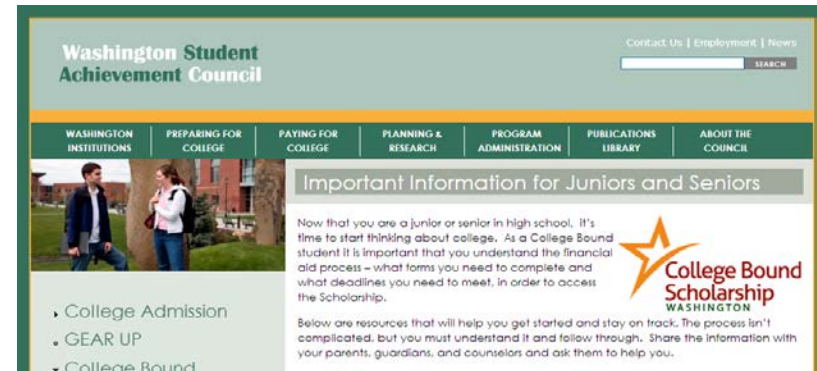 Washington Student
Achievement Council
Contact Us | Employment | News
SEARCH
WASHINGTON INSTITUTIONS
PREPARING FOR COLLEGE
PAYING FOR COLLEGE
PLANNING & RESEARCH
PROGRAM ADMINISTRATION
PUBLICATIONS LIBRARY
ABOUT THE COUNCIL
Important Information for Juniors and Seniors
Now that you are a junior or senior in high school, it's
time to start thinking about college. As a College Bound
student it is important that you understand the financial
aid process – what forms you need to complete and
what deadlines you need to meet, in order to access
the Scholarship.
College Bound
Scholarship
WASHINGTON
Below are resources that will help you get started and stay on track. The process isn't
complicated, but you must understand it and follow through. Share the information with
your parents, guardians, and counselors and ask them to help you.
College Admission
GEAR UP
College Bound